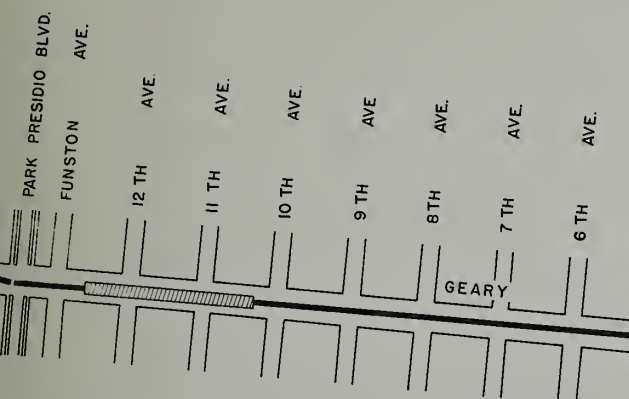 PARK PRESIDIO BLVD.
FUNSTON AVE.
12 TH AVE.
11 TH AVE.
10 TH AVE.
9 TH AVE
8 TH AVE.
7 TH AVE.
6 TH AVE.
GEARY